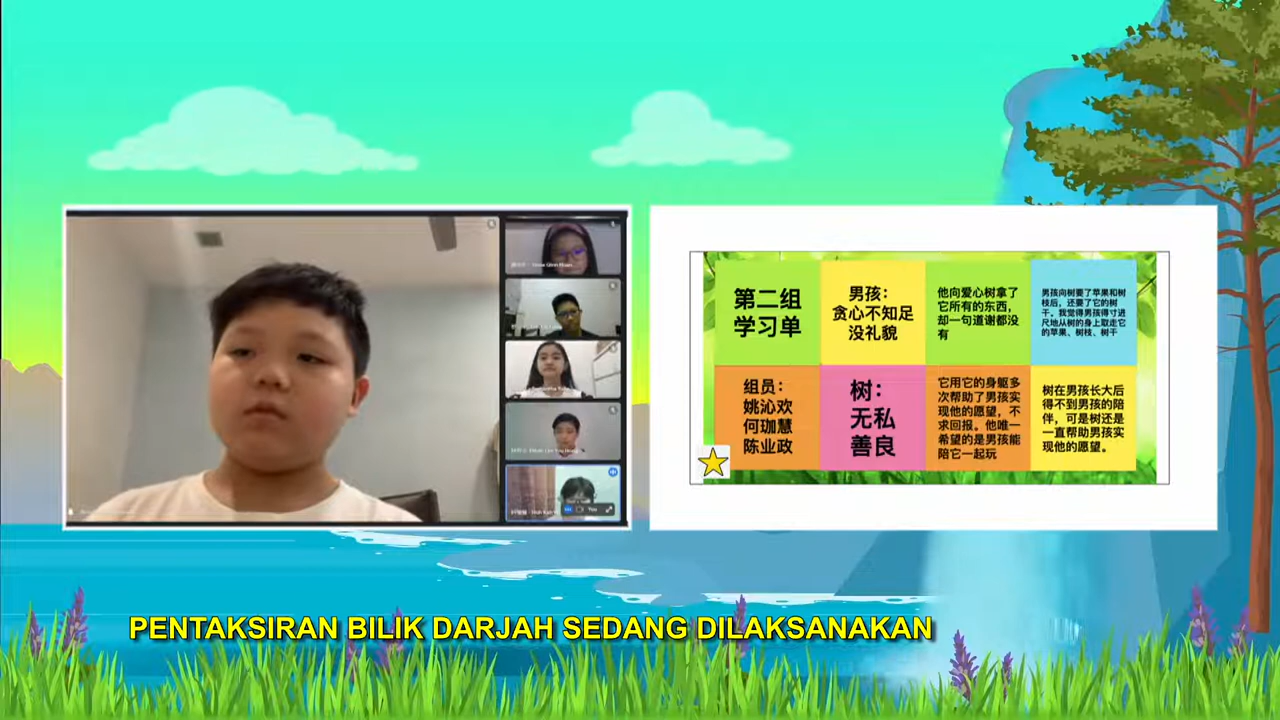 第二组
学习单
男孩：
贪心不知足
没礼貌
他向爱心树拿了
它所有的东西，
却一句道谢都没
有
男孩向树要了苹果和树
枝后，还要了它的树
干。我觉得男孩得寸进
尺地从树的身上取走它
的苹果、树枝、树干
组员：
姚沁欢
何珈慧
陈业政
树：
无私
善良
它用它的身躯多
次帮助了男孩实
现他的愿望，不
求回报。他唯一
希望的是男孩能
陪它一起玩
树在男孩长大后
得不到男孩的陪
伴，可是树还是
一直帮助男孩实
现他的愿望。
You
PENTAKSIRAN BILIK DARJAH SEDANG DILAKSANAKAN